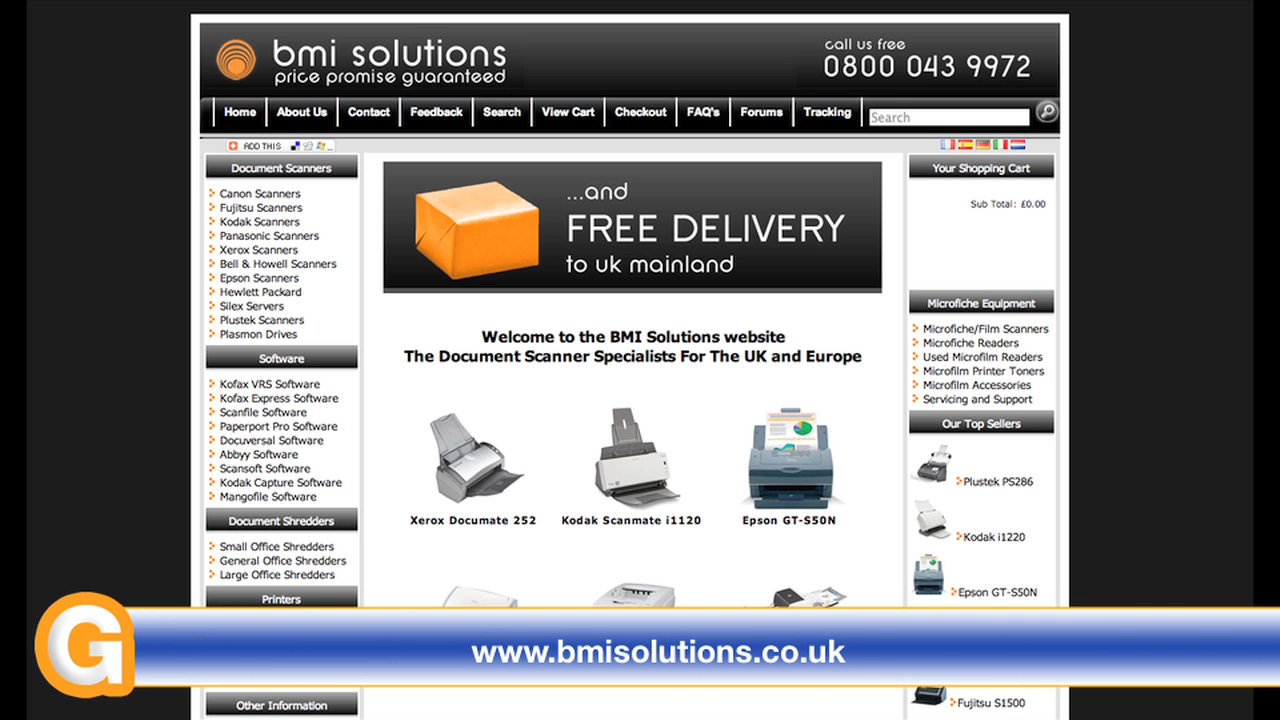 bmi solutions
price promise guaranteed
call us free
0800 043 9972
Home
About Us
Contact
Feedback
Search
View Cart
Checkout
FAQ's
Forums
Tracking
Search
ADD THIS
Document Scanners
Canon Scanners
Fujitsu Scanners
Kodak Scanners
Panasonic Scanners
Xerox Scanners
Bell & Howell Scanners
Epson Scanners
Hewlett Packard
Silex Servers
Plustek Scanners
Plasmon Drives
Software
Kofax VRS Software
Kofax Express Software
Scanfile Software
Paperport Pro Software
Docuversal Software
Abbyy Software
Scansoft Software
Kodak Capture Software
Mangofile Software
Document Shredders
Small Office Shredders
General Office Shredders
Large Office Shredders
Printers
Other Information
...and
FREE DELIVERY
to uk mainland
Welcome to the BMI Solutions website
The Document Scanner Specialists For The UK and Europe
Xerox Documate 252
Kodak Scanmate i1120
Epson GT-S50N
Your Shopping Cart
Sub Total: £0.00
Microfiche Equipment
Microfiche/Film Scanners
Microfiche Readers
Used Microfilm Readers
Microfilm Printer Toners
Microfilm Accessories
Servicing and Support
Our Top Sellers
Plustek PS286
Kodak i1220
Epson GT-S50N
Fujitsu S1500
G
www.bmisolutions.co.uk